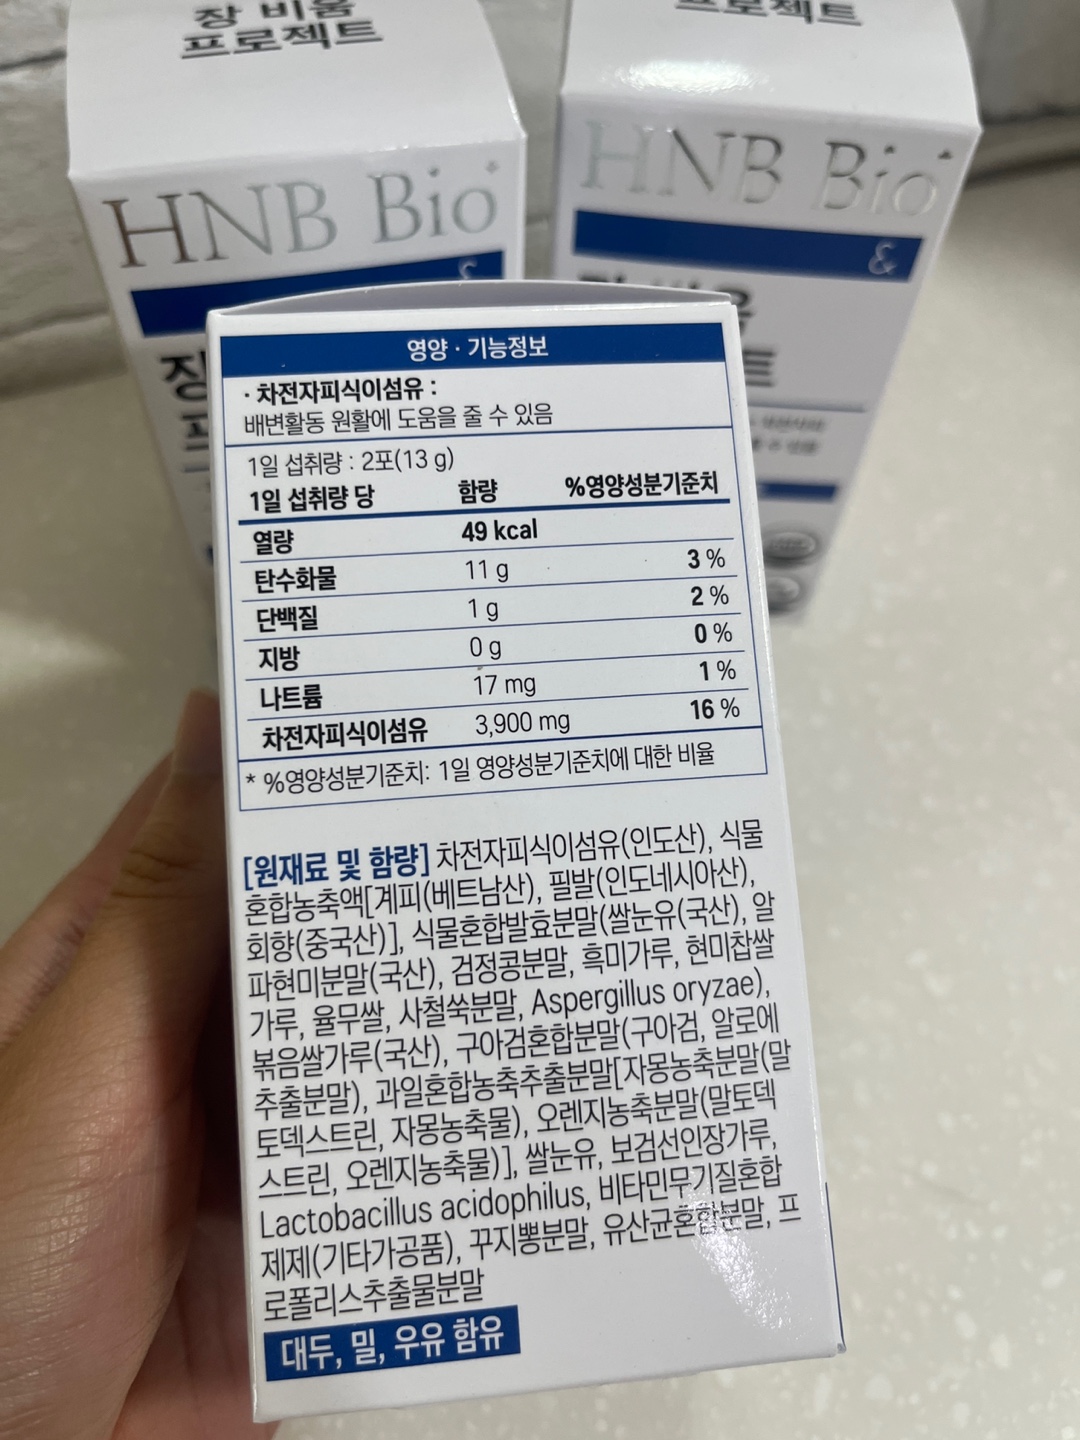 장 비움
프로젝트
HNB Bio
프로젝트
HNB Bio
&
영양 · 기능정보
· 차전자피식이섬유 :
배변활동 원활에 도움을 줄 수 있음
1일 섭취량 : 2포(13 g)
1일 섭취량 당 함량 %영양성분기준치
열량 49 kcal
탄수화물 11 g 3 %
단백질 1 g 2 %
지방 0 g 0 %
나트륨 17 mg 1 %
차전자피식이섬유 3,900 mg 16 %
* %영양성분기준치: 1일 영양성분기준치에 대한 비율
[원재료 및 함량] 차전자피식이섬유(인도산), 식물
혼합농축액[계피(베트남산), 필발(인도네시아산),
회향(중국산)], 식물혼합발효분말(쌀눈유(국산), 알
파현미분말(국산), 검정콩분말, 흑미가루, 현미찹쌀
가루, 율무쌀, 사철쑥분말, Aspergillus oryzae),
볶음쌀가루(국산), 구아검혼합분말(구아검, 알로에
추출분말), 과일혼합농축추출분말[자몽농축분말(말
토덱스트린, 자몽농축물), 오렌지농축분말(말토덱
스트린, 오렌지농축물)], 쌀눈유, 보검선인장가루,
Lactobacillus acidophilus, 비타민무기질혼합
제제(기타가공품), 꾸지뽕분말, 유산균혼합분말, 프
로폴리스추출물분말
대두, 밀, 우유 함유